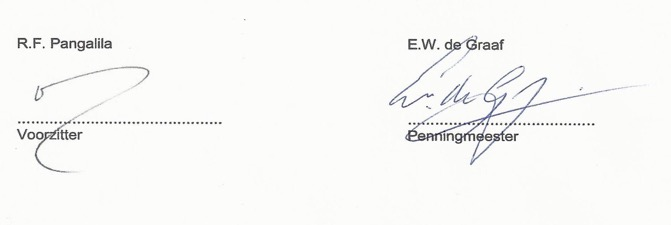 R.F. Pangalila
E.W. de Graaf
Voorzitter
Penningmeester